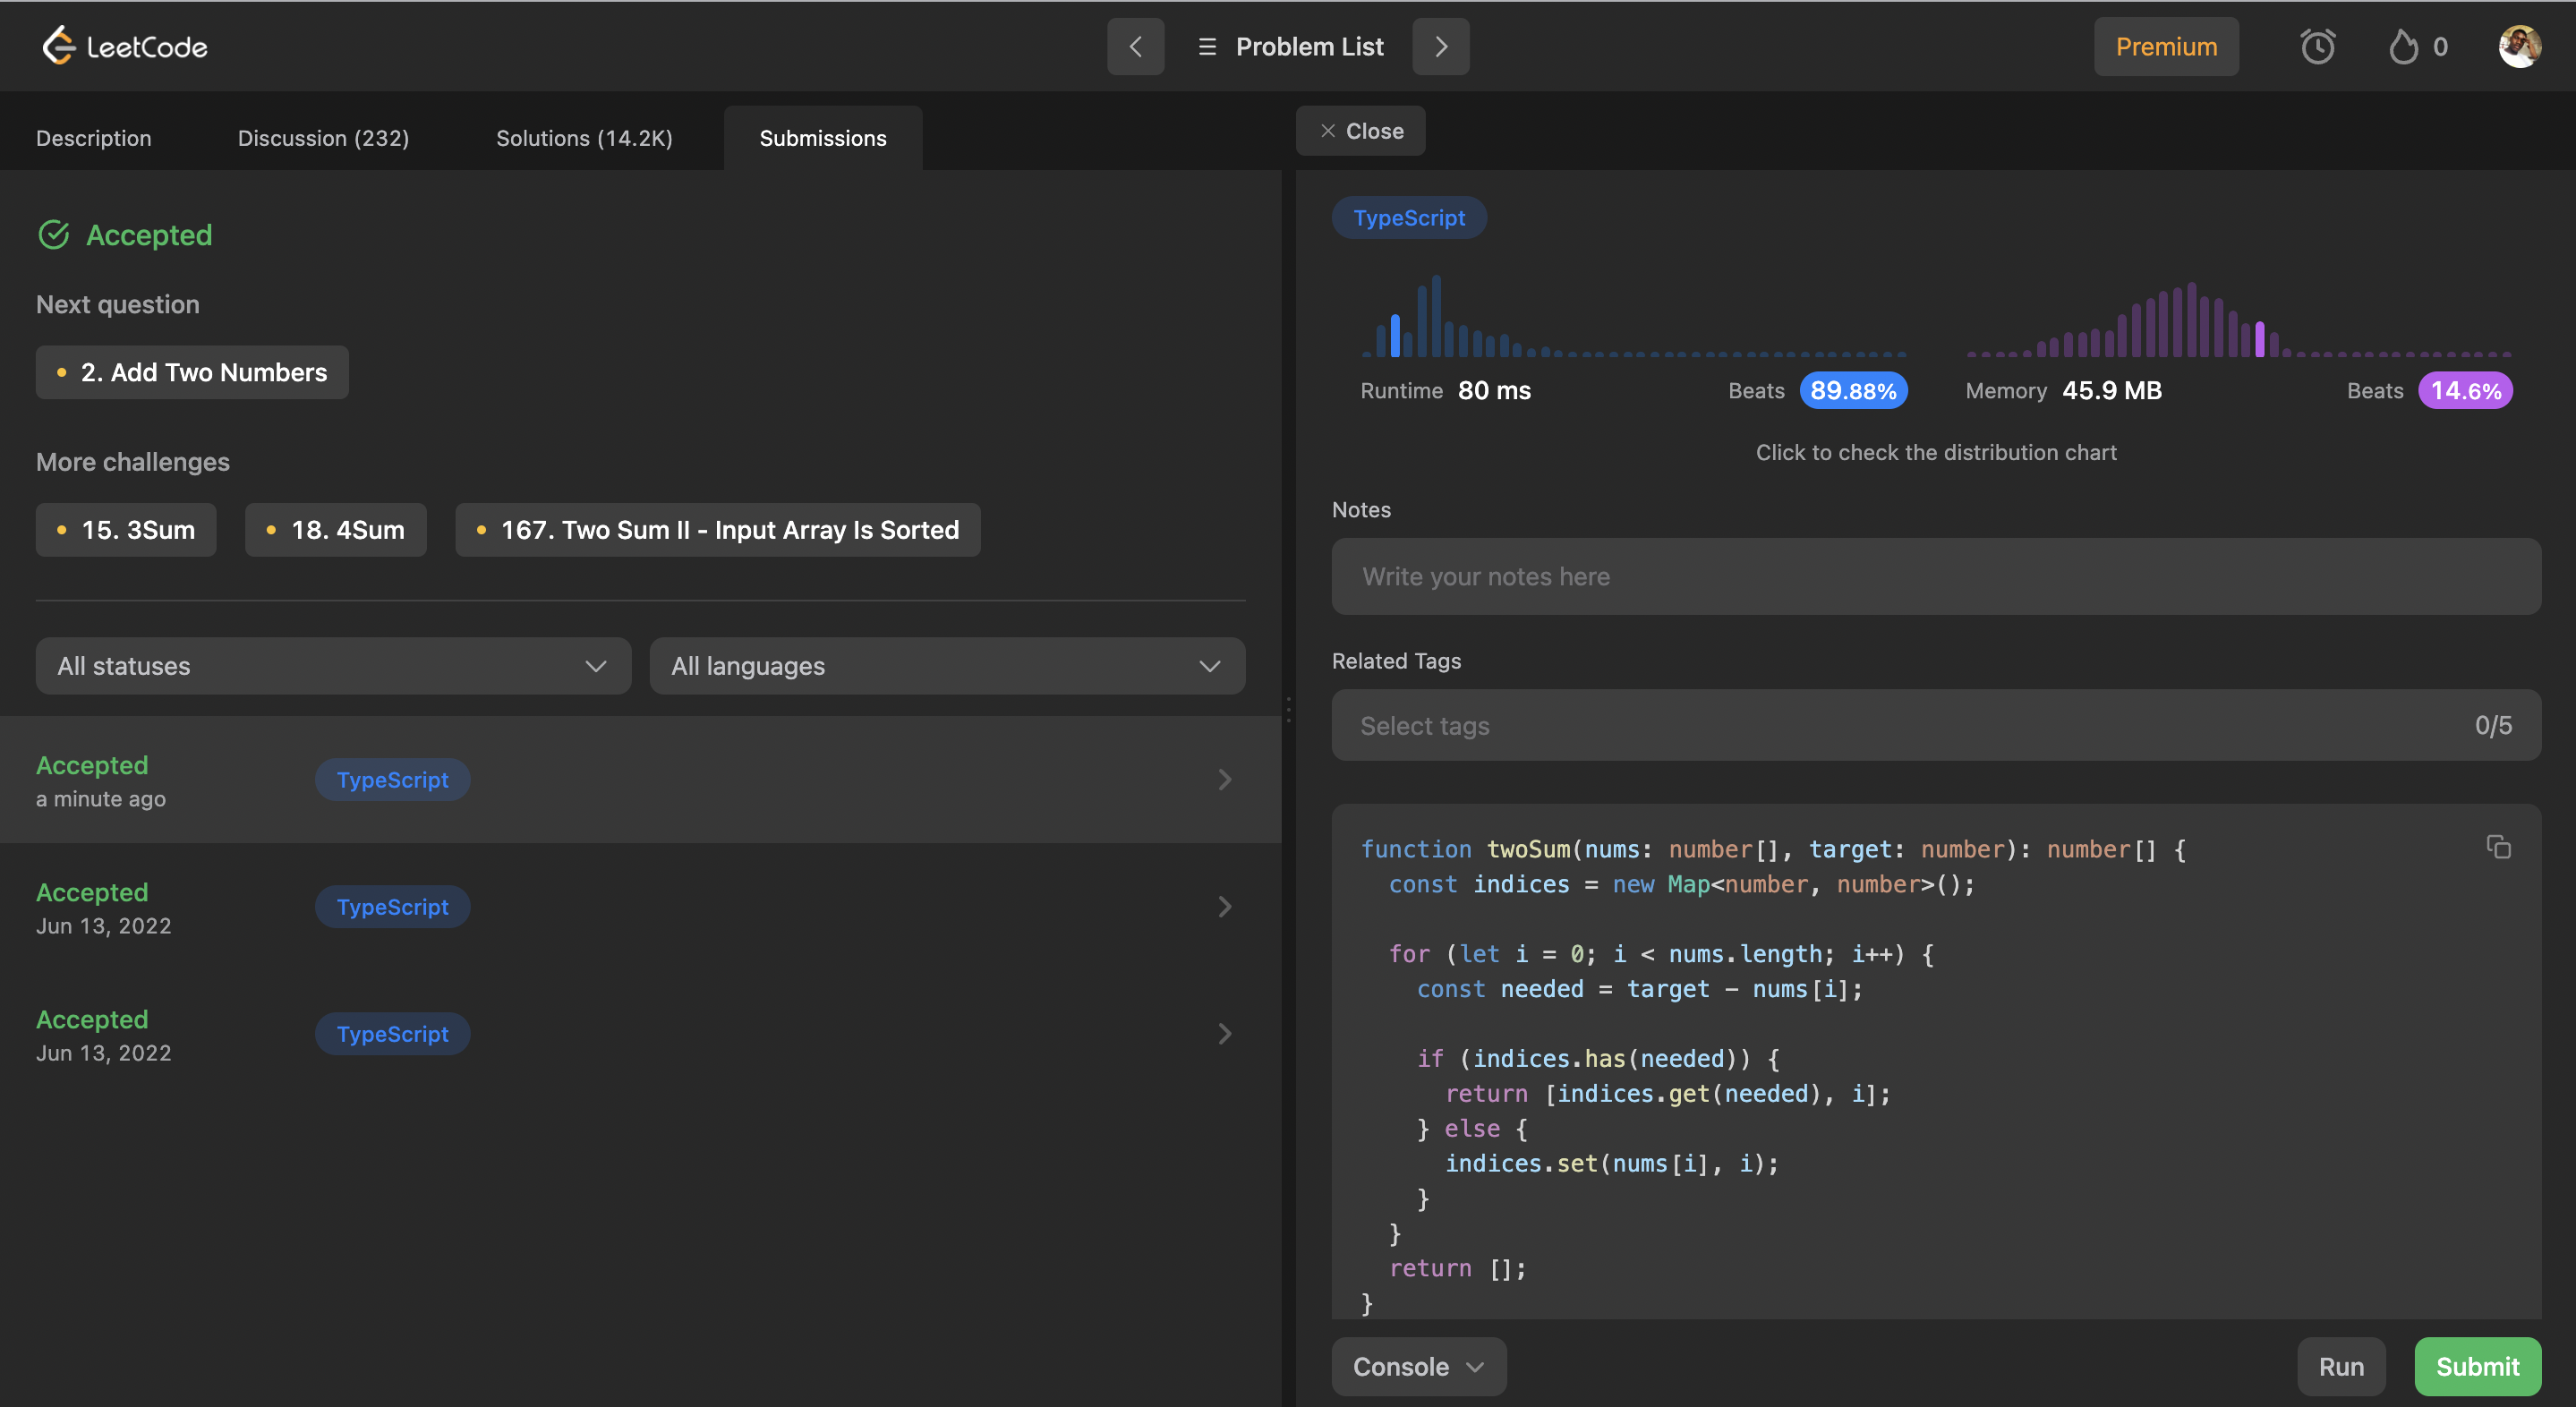 LeetCode
Problem List
Premium
0
Description
Discussion (232)
Solutions (14.2K)
Submissions
Close
Accepted
Next question
2. Add Two Numbers
More challenges
15. 3Sum
18. 4Sum
167. Two Sum II - Input Array Is Sorted
All statuses
All languages
Accepted
a minute ago
TypeScript
Accepted
Jun 13, 2022
TypeScript
Accepted
Jun 13, 2022
TypeScript
TypeScript
Runtime 80 ms
Beats 89.88%
Memory 45.9 MB
Beats 14.6%
Click to check the distribution chart
Notes
Write your notes here
Related Tags
Select tags
0/5
function twoSum(nums: number[], target: number): number[] {
  const indices = new Map<number, number>();
  for (let i = 0; i < nums.length; i++) {
    const needed = target - nums[i];
    if (indices.has(needed)) {
      return [indices.get(needed), i];
    } else {
      indices.set(nums[i], i);
    }
  }
  return [];
}
Console
Run
Submit